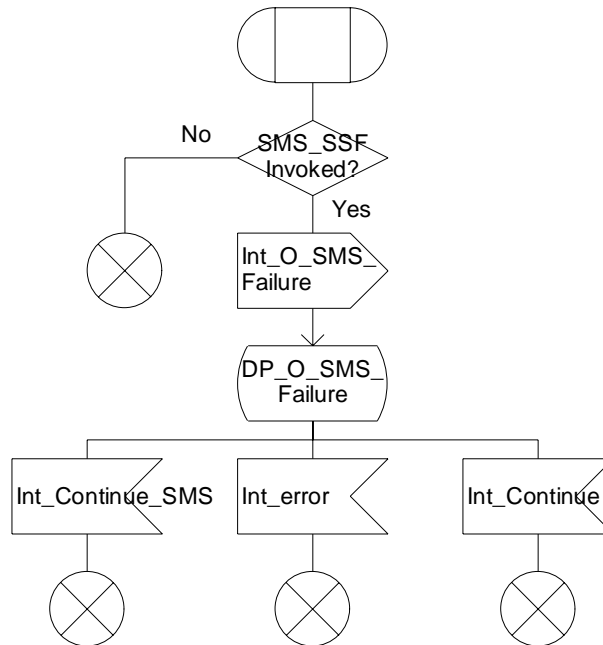 No
SMS_SSF
Invoked?
Yes
Int_O_SMS_
Failure
DP_O_SMS_
Failure
Int_Continue_SMS
Int_error
Int_Continue